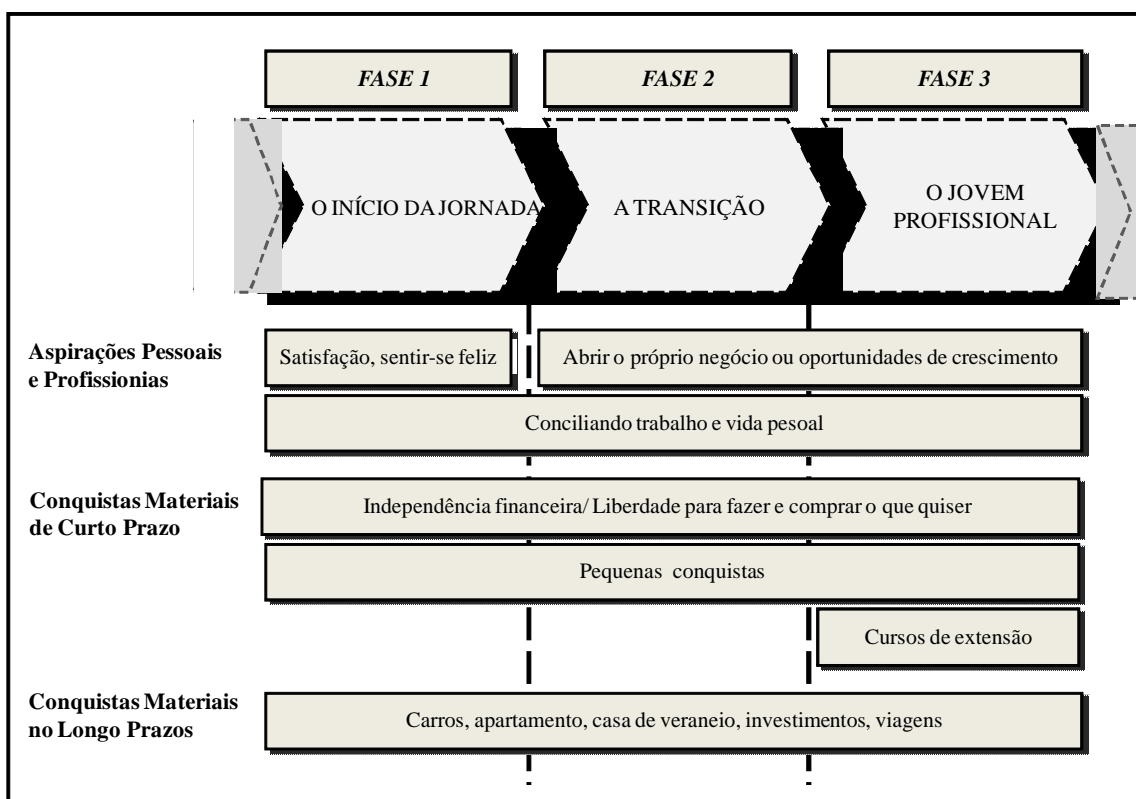 FASE 1
FASE 2
FASE 3
O INÍCIO DA JORNADA
A TRANSIÇÃO
O JOVEM
PROFISSIONAL
Aspirações Pessoais
e Profissionias
Satisfação, sentir-se feliz
Abrir o próprio negócio ou oportunidades de crescimento
Conciliando trabalho e vida pesoal
Conquistas Materiais
de Curto Prazo
Independência financeira/ Liberdade para fazer e comprar o que quiser
Pequenas conquistas
Cursos de extensão
Conquistas Materiais
no Longo Prazos
Carros, apartamento, casa de veraneio, investimentos, viagens